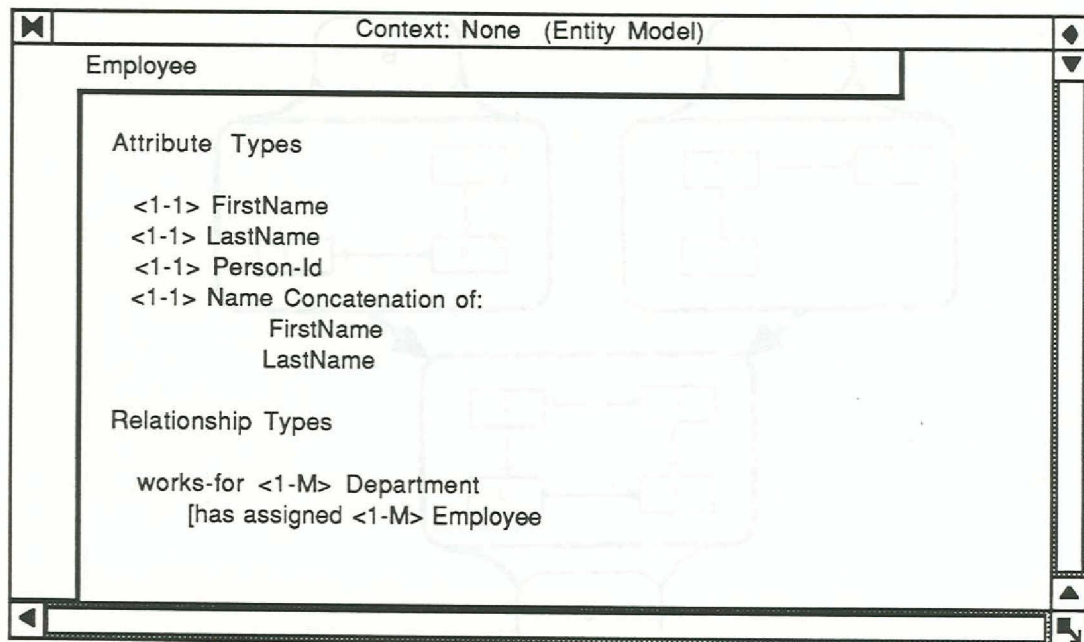 Context: None (Entity Model)
Employee
Attribute Types
<1-1> FirstName
<1-1> LastName
<1-1> Person-Id
<1-1> Name Concatenation of:
FirstName
LastName
Relationship Types
works-for <1-M> Department
[has assigned <1-M> Employee